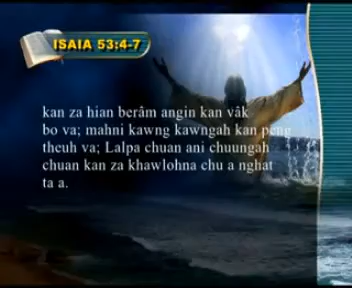 ISAIA 53:4-7
kan za hian berâm angin kan vâk
bo va; mahni kawng kawngah kan peng
theuh va; Lalpa chuan ani chuungah
chuan kan za khawlohna chu a nghat
ta a.